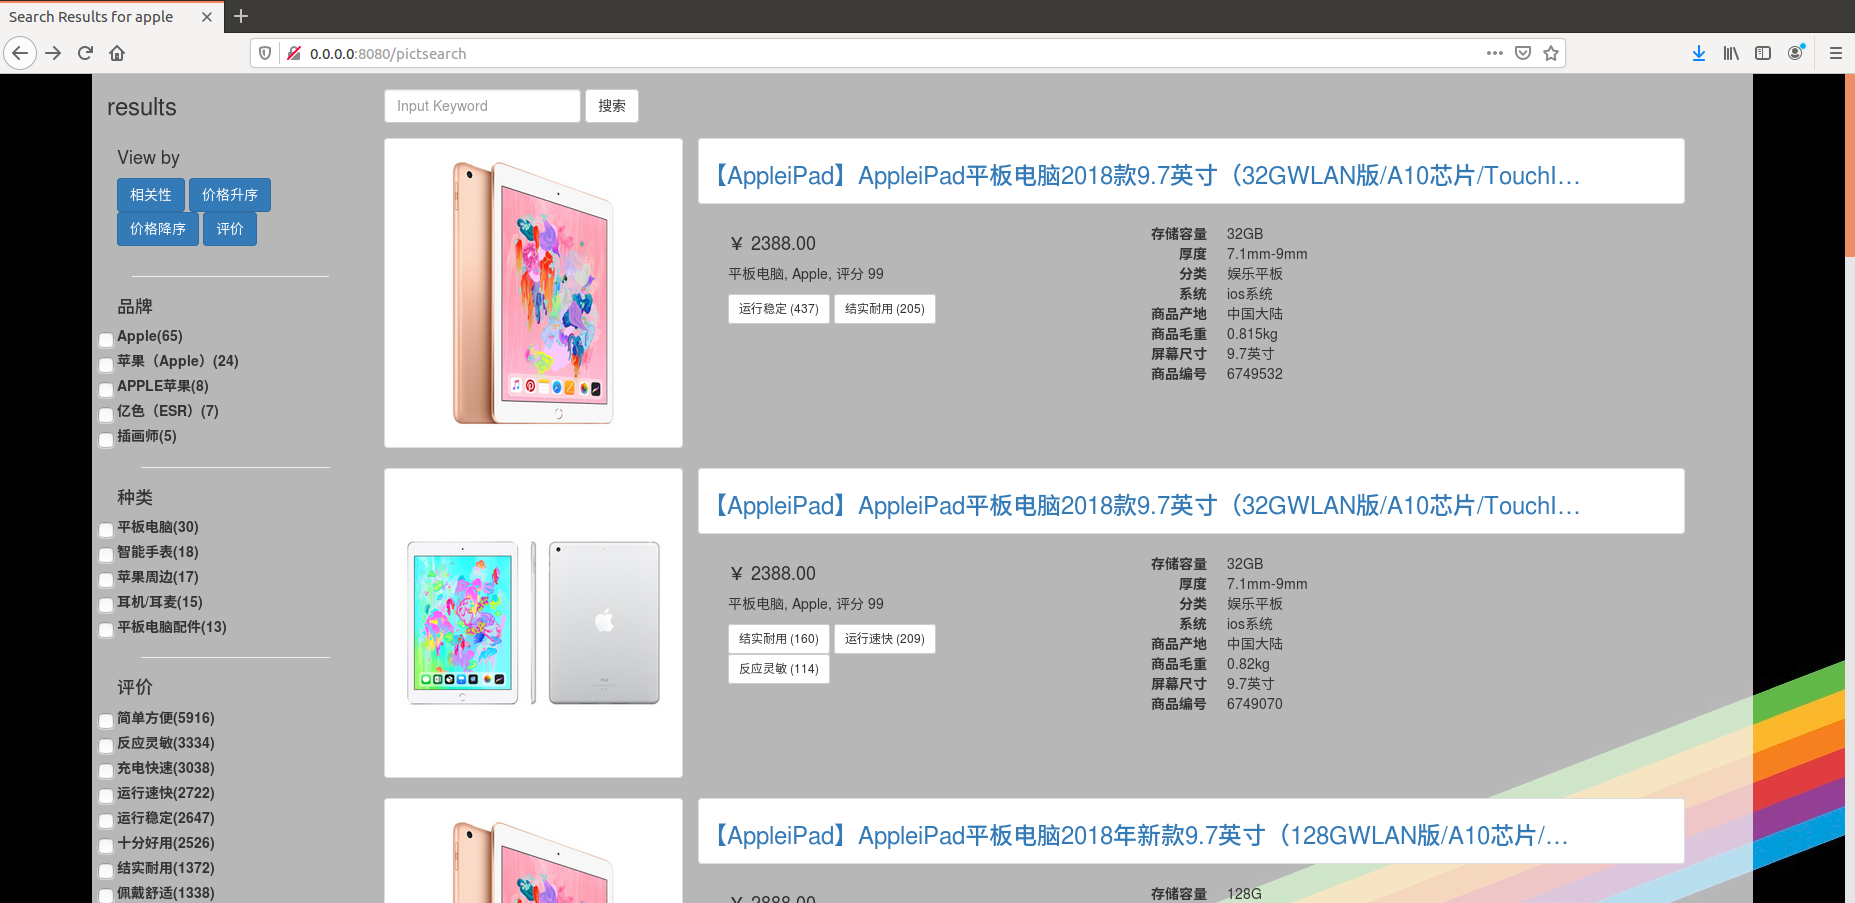 Search Results for apple
0.0.0.0:8080/pictsearch
results
Input Keyword
搜索
View by
相关性
价格升序
价格降序
评价
品牌
Apple(65)
苹果（Apple）(24)
APPLE苹果(8)
亿色（ESR）(7)
插画师(5)
种类
平板电脑(30)
智能手表(18)
苹果周边(17)
耳机/耳麦(15)
平板电脑配件(13)
评价
简单方便(5916)
反应灵敏(3334)
充电快速(3038)
运行速快(2722)
运行稳定(2647)
十分好用(2526)
结实耐用(1372)
佩戴舒适(1338)
【AppleiPad】AppleiPad平板电脑2018款9.7英寸（32GWLAN版/A10芯片/TouchI…
￥ 2388.00
平板电脑, Apple, 评分 99
运行稳定 (437)
结实耐用 (205)
存储容量 32GB
厚度 7.1mm-9mm
分类 娱乐平板
系统 ios系统
商品产地 中国大陆
商品毛重 0.815kg
屏幕尺寸 9.7英寸
商品编号 6749532
【AppleiPad】AppleiPad平板电脑2018款9.7英寸（32GWLAN版/A10芯片/TouchI…
￥ 2388.00
平板电脑, Apple, 评分 99
结实耐用 (160)
运行速快 (209)
反应灵敏 (114)
存储容量 32GB
厚度 7.1mm-9mm
分类 娱乐平板
系统 ios系统
商品产地 中国大陆
商品毛重 0.82kg
屏幕尺寸 9.7英寸
商品编号 6749070
【AppleiPad】AppleiPad平板电脑2018年新款9.7英寸（128GWLAN版/A10芯片/…
￥ 2888.00
存储容量 128G